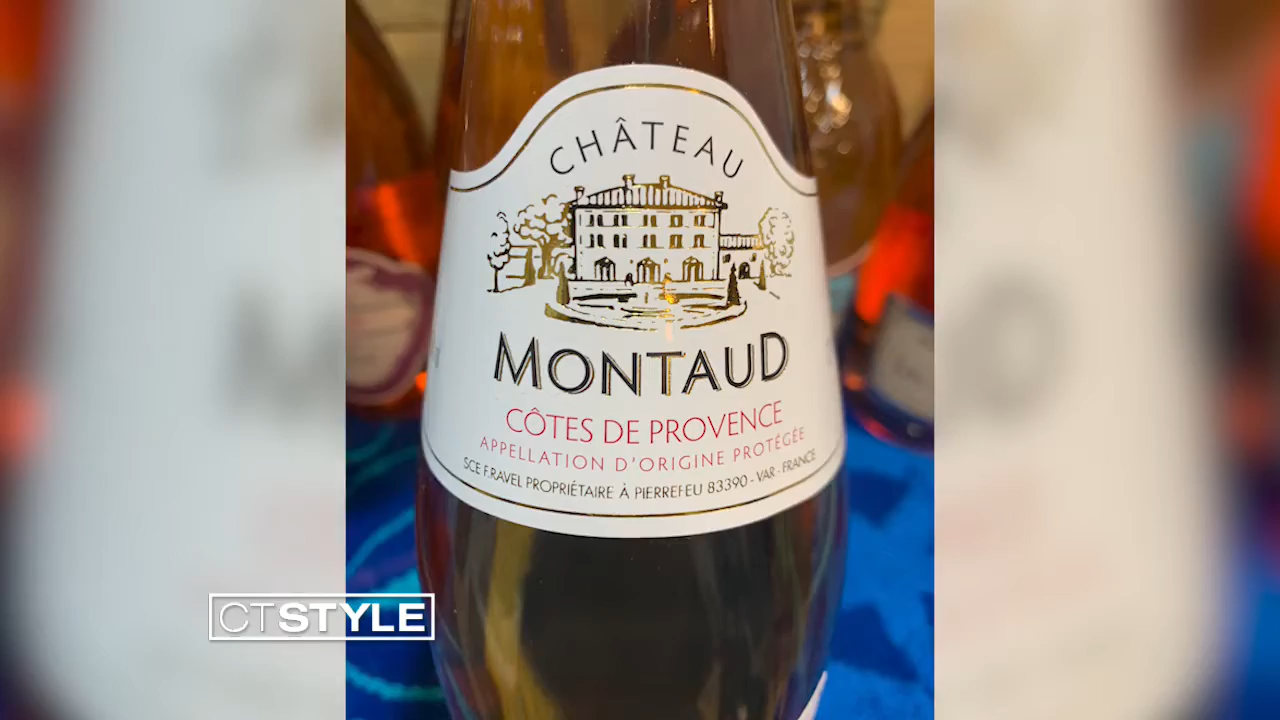 CHÂTEAU
MONTAUD
CÔTES DE PROVENCE
APPELLATION D'ORIGINE PROTÉGÉE
SCE F.RAVEL PROPRIÉTAIRE À PIERREFEU 83390 - VAR - FRANCE
CTSTYLE